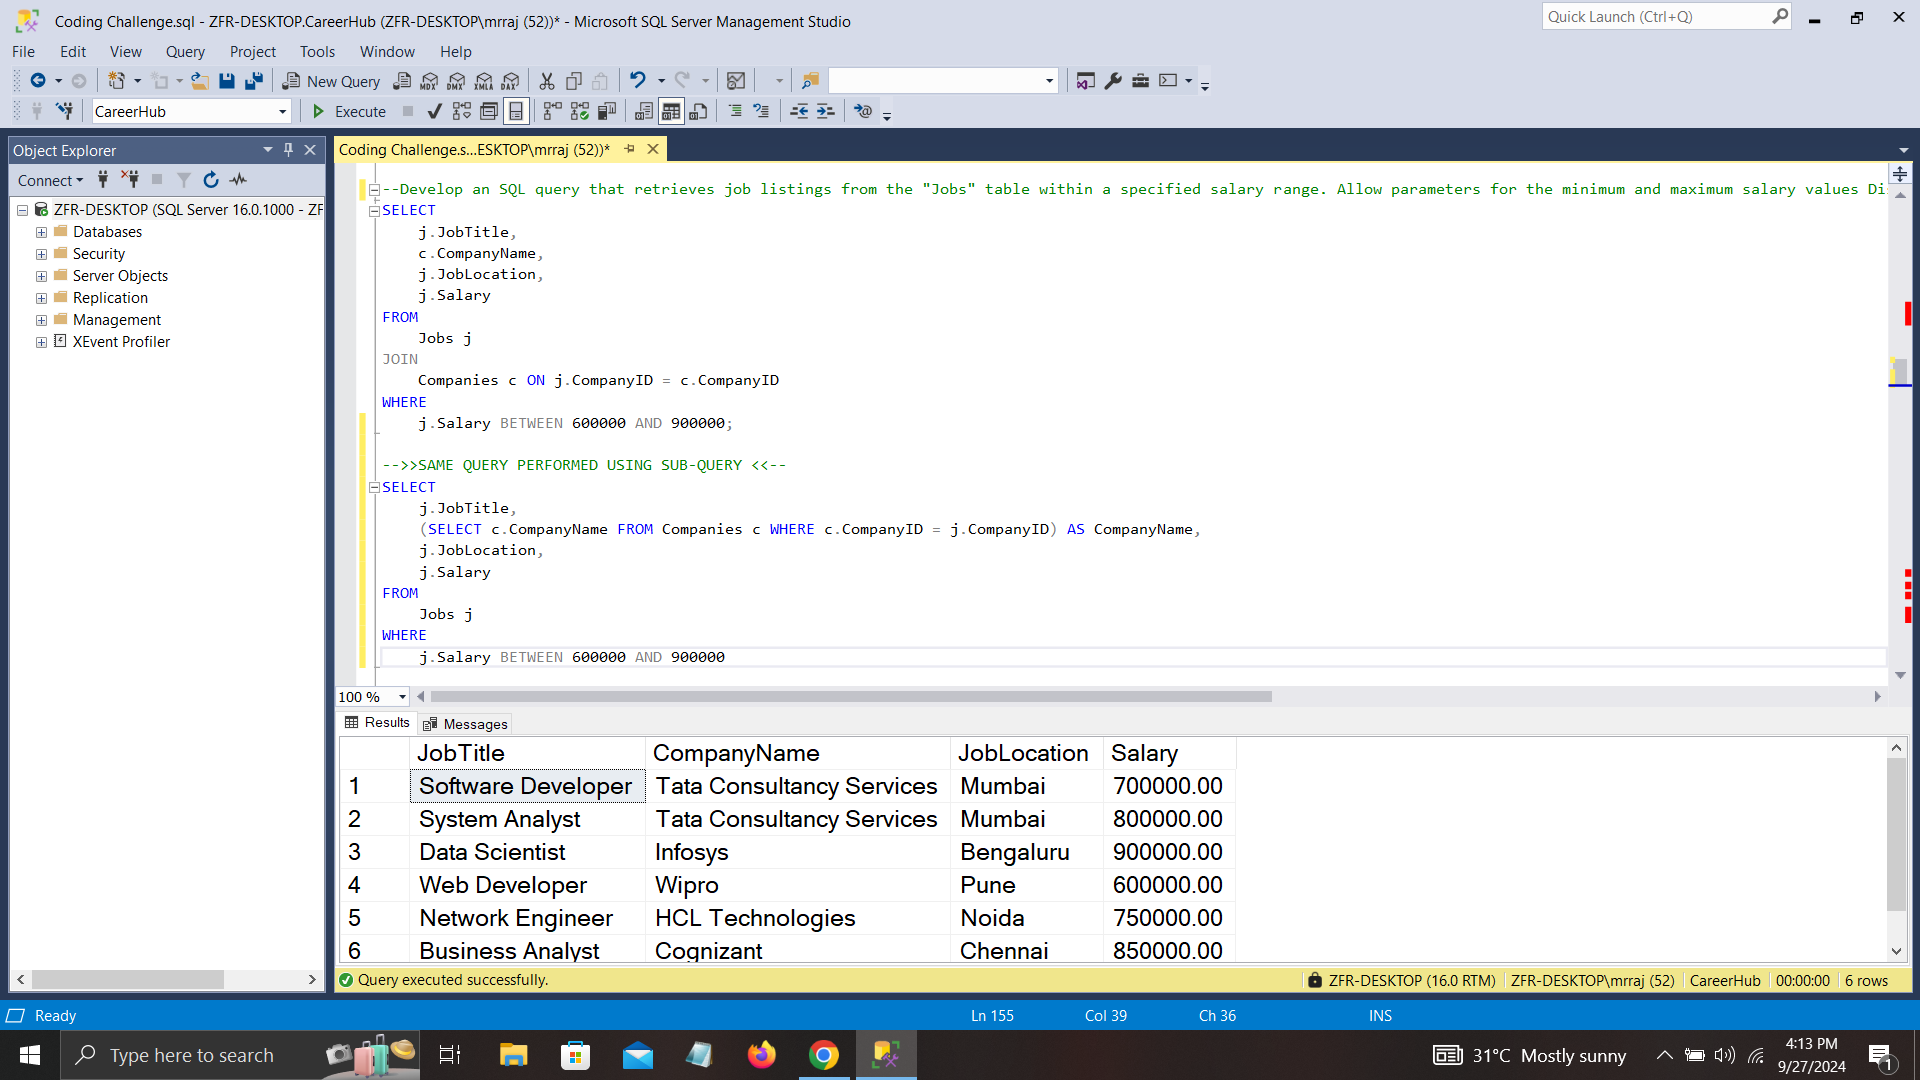 Coding Challenge.sql - ZFR-DESKTOP.CareerHub (ZFR-DESKTOP\mrraj (52))* - Microsoft SQL Server Management Studio
Quick Launch (Ctrl+Q)
File Edit View Query Project Tools Window Help
New Query MDX DMX XMLA DAX
CareerHub Execute
Object Explorer
Coding Challenge.s...ESKTOP\mrraj (52))*
Connect
ZFR-DESKTOP (SQL Server 16.0.1000 - ZF
Databases
Security
Server Objects
Replication
Management
XEvent Profiler
--Develop an SQL query that retrieves job listings from the "Jobs" table within a specified salary range. Allow parameters for the minimum and maximum salary values Di
SELECT
j.JobTitle,
c.CompanyName,
j.JobLocation,
j.Salary
FROM
Jobs j
JOIN
Companies c ON j.CompanyID = c.CompanyID
WHERE
j.Salary BETWEEN 600000 AND 900000;
-->>SAME QUERY PERFORMED USING SUB-QUERY <<--
SELECT
j.JobTitle,
(SELECT c.CompanyName FROM Companies c WHERE c.CompanyID = j.CompanyID) AS CompanyName,
j.JobLocation,
j.Salary
FROM
Jobs j
WHERE
j.Salary BETWEEN 600000 AND 900000
100 %
Results Messages
JobTitle CompanyName JobLocation Salary
1 Software Developer Tata Consultancy Services Mumbai 700000.00
2 System Analyst Tata Consultancy Services Mumbai 800000.00
3 Data Scientist Infosys Bengaluru 900000.00
4 Web Developer Wipro Pune 600000.00
5 Network Engineer HCL Technologies Noida 750000.00
6 Business Analyst Cognizant Chennai 850000.00
Query executed successfully. ZFR-DESKTOP (16.0 RTM) ZFR-DESKTOP\mrraj (52) CareerHub 00:00:00 6 rows
Ready Ln 155 Col 39 Ch 36 INS
Type here to search
31°C Mostly sunny
4:13 PM
9/27/2024
1